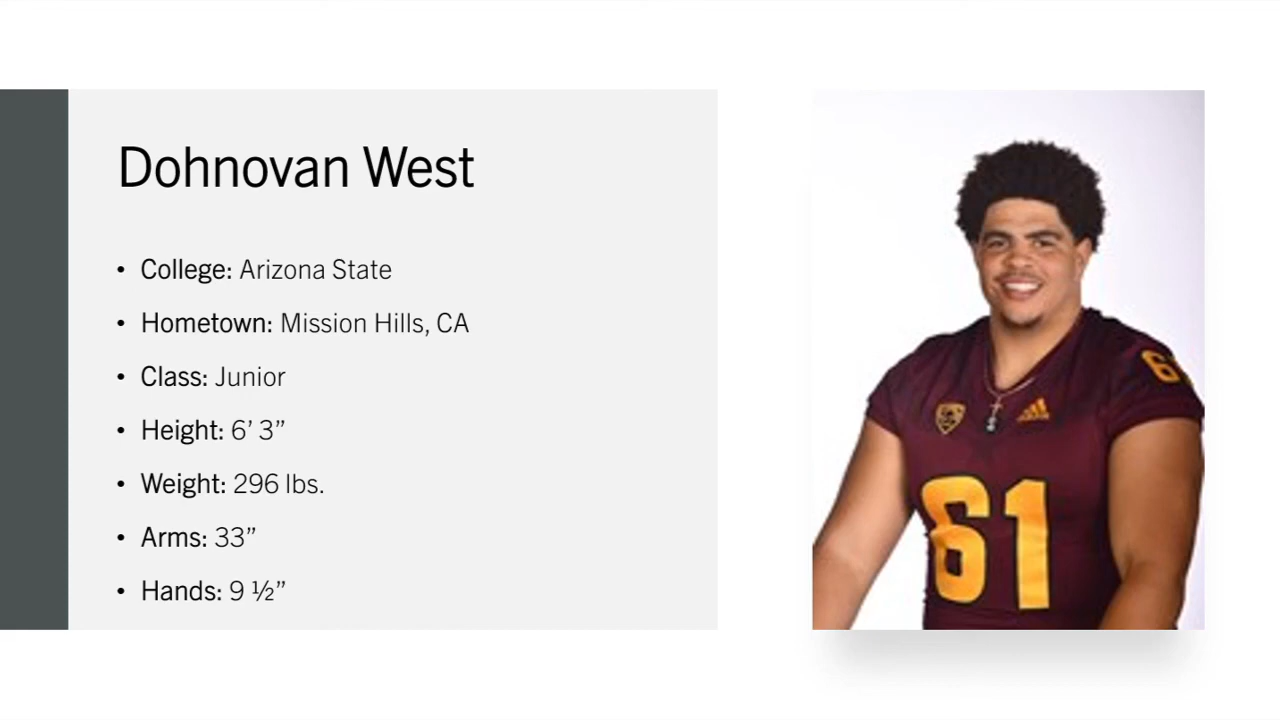 Dohnovan West
• College: Arizona State
• Hometown: Mission Hills, CA
• Class: Junior
• Height: 6’ 3”
• Weight: 296 lbs.
• Arms: 33”
• Hands: 9 ½”
61
61